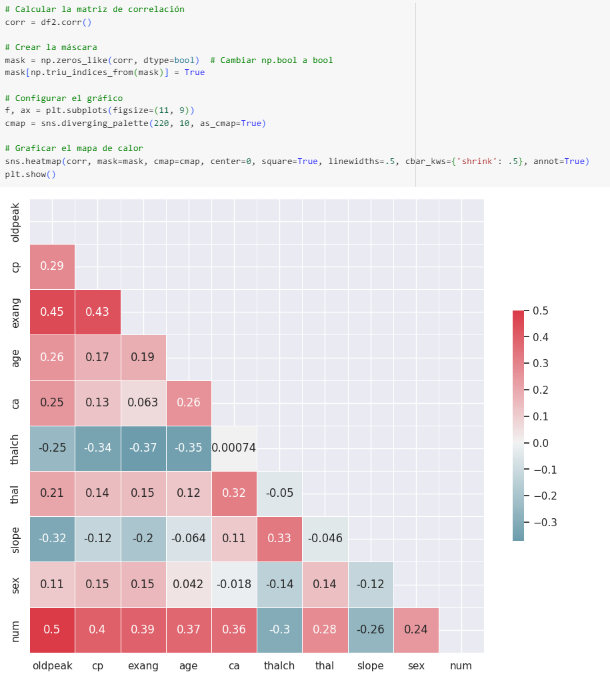 # Calcular la matriz de correlación
corr = df2.corr()
# Crear la máscara
mask = np.zeros_like(corr, dtype=bool)  # Cambiar np.bool a bool
mask[np.triu_indices_from(mask)] = True
# Configurar el gráfico
f, ax = plt.subplots(figsize=(11, 9))
cmap = sns.diverging_palette(220, 10, as_cmap=True)
# Graficar el mapa de calor
sns.heatmap(corr, mask=mask, cmap=cmap, center=0, square=True, linewidths=.5, cbar_kws={'shrink': .5}, annot=True)
plt.show()
oldpeak
cp 0.29
exang 0.45 0.43
age 0.26 0.17 0.19
ca 0.25 0.13 0.063 0.26
thalch -0.25 -0.34 -0.37 -0.35 0.00074
thal 0.21 0.14 0.15 0.12 0.32 -0.05
slope -0.32 -0.12 -0.2 -0.064 0.11 0.33 -0.046
sex 0.11 0.15 0.15 0.042 -0.018 -0.14 0.14 -0.12
num 0.5 0.4 0.39 0.37 0.36 -0.3 0.28 -0.26 0.24
oldpeak cp exang age ca thalch thal slope sex num
0.5
0.4
0.3
0.2
0.1
0.0
−0.1
−0.2
−0.3